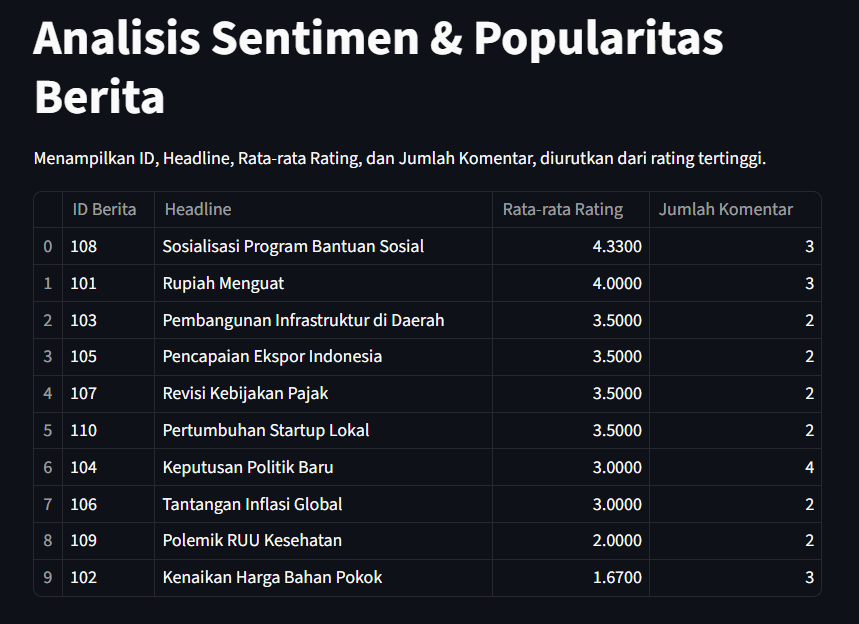 Analisis Sentimen & Popularitas
Berita
Menampilkan ID, Headline, Rata-rata Rating, dan Jumlah Komentar, diurutkan dari rating tertinggi.
ID Berita Headline Rata-rata Rating Jumlah Komentar
0 108 Sosialisasi Program Bantuan Sosial 4.3300 3
1 101 Rupiah Menguat 4.0000 3
2 103 Pembangunan Infrastruktur di Daerah 3.5000 2
3 105 Pencapaian Ekspor Indonesia 3.5000 2
4 107 Revisi Kebijakan Pajak 3.5000 2
5 110 Pertumbuhan Startup Lokal 3.5000 2
6 104 Keputusan Politik Baru 3.0000 4
7 106 Tantangan Inflasi Global 3.0000 2
8 109 Polemik RUU Kesehatan 2.0000 2
9 102 Kenaikan Harga Bahan Pokok 1.6700 3